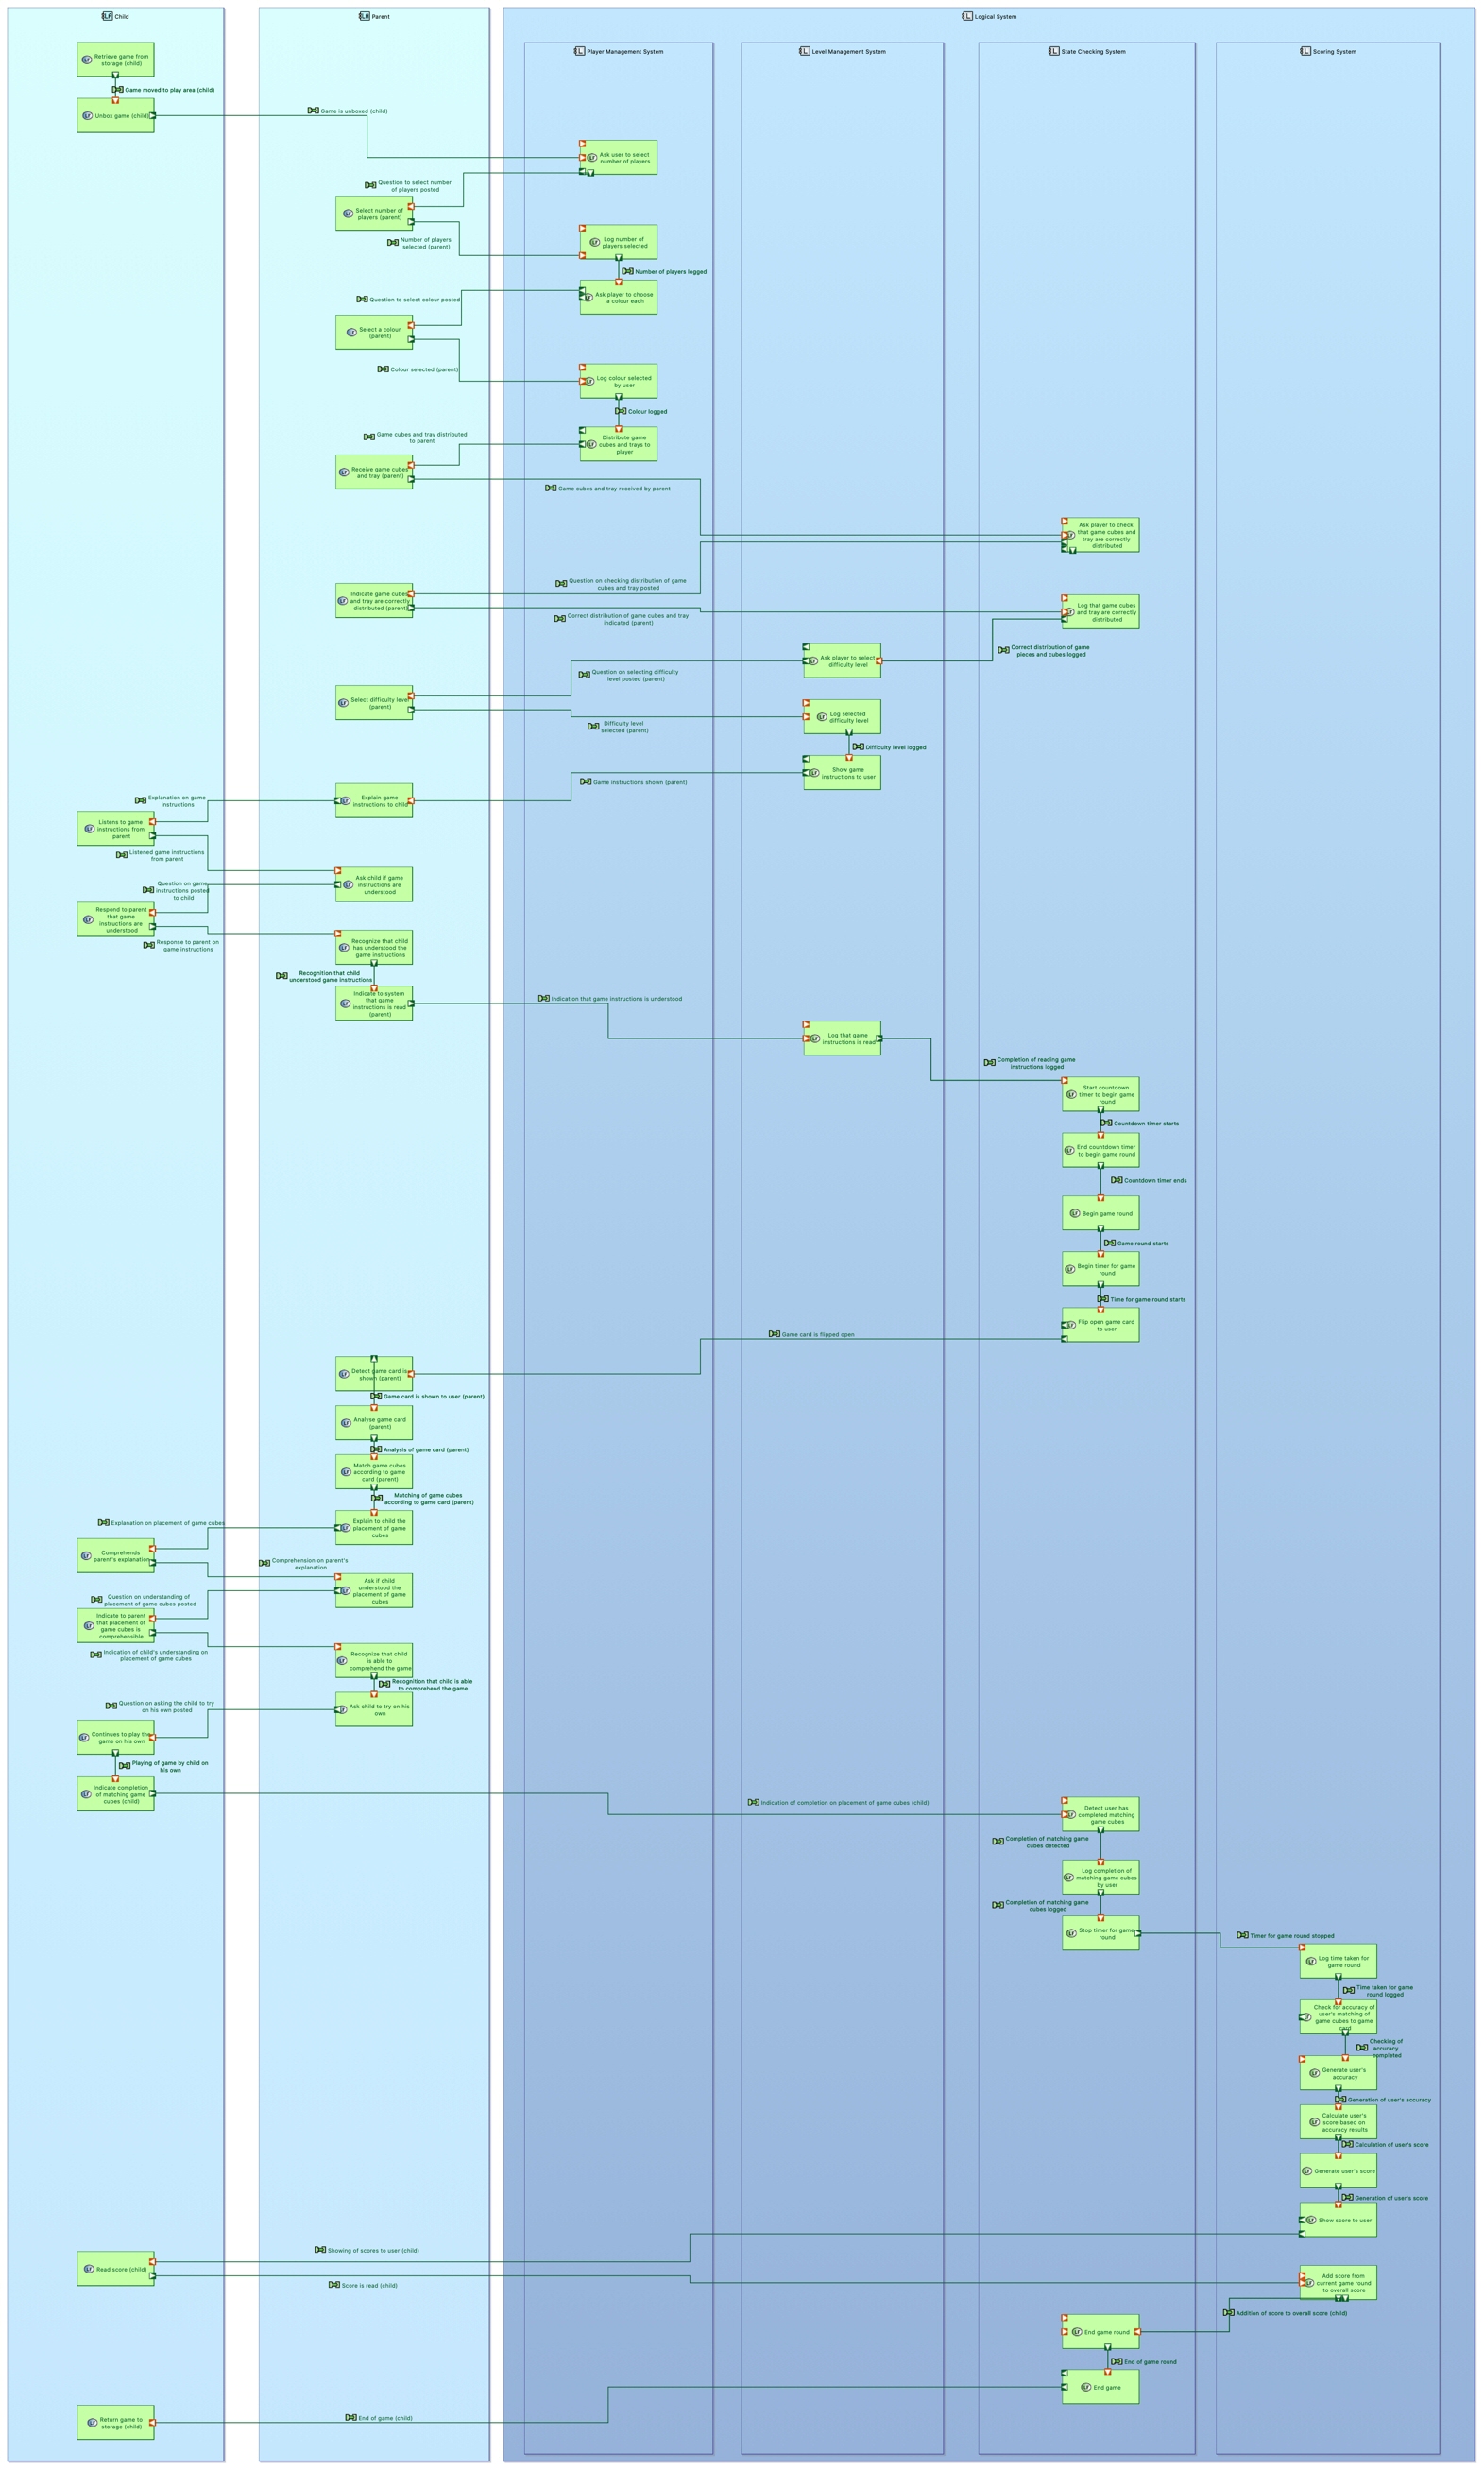 Child
Parent
Logical System
Player Management System
Level Management System
State Checking System
Scoring System
Retrieve game from
storage (child)
Game moved to play area (child)
Unbox game (child)
Game is unboxed (child)
Ask user to select
number of players
Question to select number
of players posted
Select number of
players (parent)
Number of players
selected (parent)
Log number of
players selected
Number of players logged
Ask player to choose
a colour each
Question to select colour posted
Select a colour
(parent)
Colour selected (parent)
Log colour selected
by user
Colour logged
Distribute game
cubes and trays to
player
Game cubes and tray distributed
to parent
Receive game cubes
and tray (parent)
Game cubes and tray received by parent
Ask player to check
that game cubes and
tray are correctly
distributed
Question on checking distribution of game
cubes and tray posted
Indicate game cubes
and tray are correctly
distributed (parent)
Correct distribution of game cubes and tray
indicated (parent)
Log that game cubes
and tray are correctly
distributed
Correct distribution of game
pieces and cubes logged
Ask player to select
difficulty level
Question on selecting difficulty
level posted (parent)
Select difficulty level
(parent)
Difficulty level
selected (parent)
Log selected
difficulty level
Difficulty level logged
Show game
instructions to user
Game instructions shown (parent)
Explain game
instructions to child
Explanation on game
instructions
Listens to game
instructions from
parent
Listened game instructions
from parent
Ask child if game
instructions are
understood
Question on game
instructions posted
to child
Respond to parent
that game
instructions are
understood
Response to parent on
game instructions
Recognize that child
has understood the
game instructions
Recognition that child
understood game instructions
Indicate to system
that game
instructions is read
(parent)
Indication that game instructions is understood
Log that game
instructions is read
Completion of reading game
instructions logged
Start countdown
timer to begin game
round
Countdown timer starts
End countdown timer
to begin game round
Countdown timer ends
Begin game round
Game round starts
Begin timer for game
round
Time for game round starts
Flip open game card
to user
Game card is flipped open
Detect game card is
shown (parent)
Game card is shown to user (parent)
Analyse game card
(parent)
Analysis of game card (parent)
Match game cubes
according to game
card (parent)
Matching of game cubes
according to game card (parent)
Explain to child the
placement of game
cubes
Explanation on placement of game cubes
Comprehends
parent's explanation
Comprehension on parent's
explanation
Ask if child
understood the
placement of game
cubes
Question on understanding of
placement of game cubes posted
Indicate to parent
that placement of
game cubes is
comprehensible
Indication of child's understanding on
placement of game cubes
Recognize that child
is able to
comprehend the game
Recognition that child is able
to comprehend the game
Ask child to try on his
own
Question on asking the child to try
on his own posted
Continues to play the
game on his own
Playing of game by child on
his own
Indicate completion
of matching game
cubes (child)
Indication of completion on placement of game cubes (child)
Detect user has
completed matching
game cubes
Completion of matching game
cubes detected
Log completion of
matching game cubes
by user
Completion of matching game
cubes logged
Stop timer for game
round
Timer for game round stopped
Log time taken for
game round
Time taken for game
round logged
Check for accuracy of
user's matching of
game cubes to game
card
Checking of
accuracy
completed
Generate user's
accuracy
Generation of user's accuracy
Calculate user's
score based on
accuracy results
Calculation of user's score
Generate user's score
Generation of user's score
Show score to user
Showing of scores to user (child)
Read score (child)
Score is read (child)
Add score from
current game round
to overall score
Addition of score to overall score (child)
End game round
End of game round
End game
End of game (child)
Return game to
storage (child)